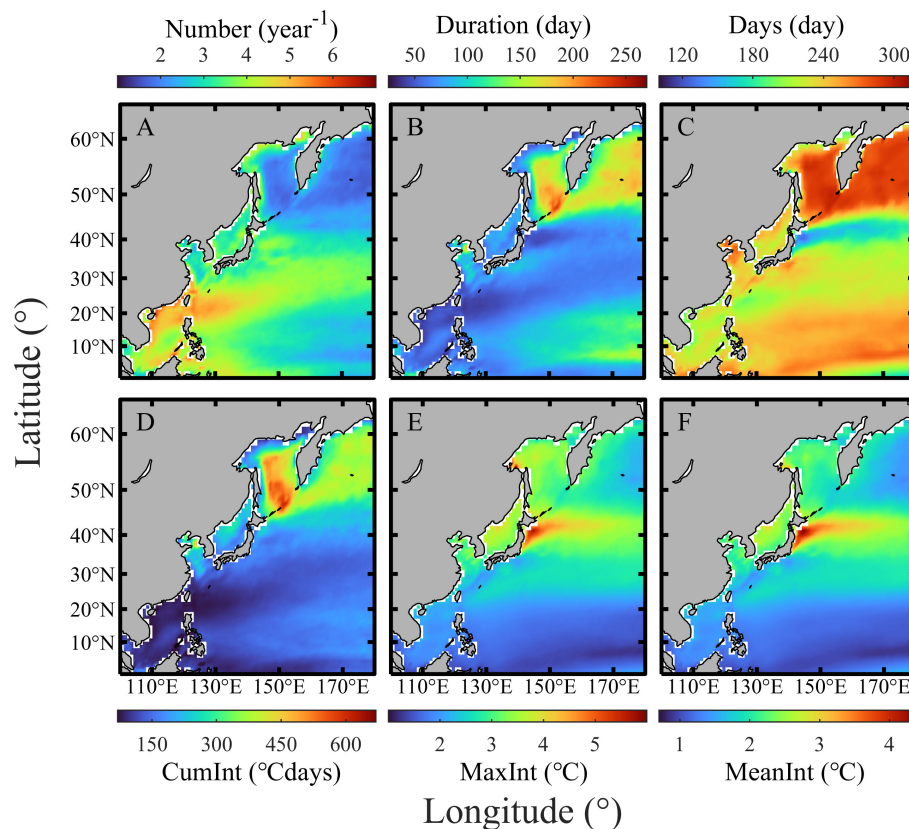 Number (year-1) Duration (day) Days (day)
2 3 4 5 6 50 100 150 200 250 120 180 240 300
A B C
60°N
50°N
40°N
30°N
20°N
10°N
Latitude (°)
D E F
60°N
50°N
40°N
30°N
20°N
10°N
110°E 130°E 150°E 170°E 110°E 130°E 150°E 170°E 110°E 130°E 150°E 170°E
150 300 450 600 2 3 4 5 1 2 3 4
CumInt (°Cdays) MaxInt (°C) MeanInt (°C)
Longitude (°)